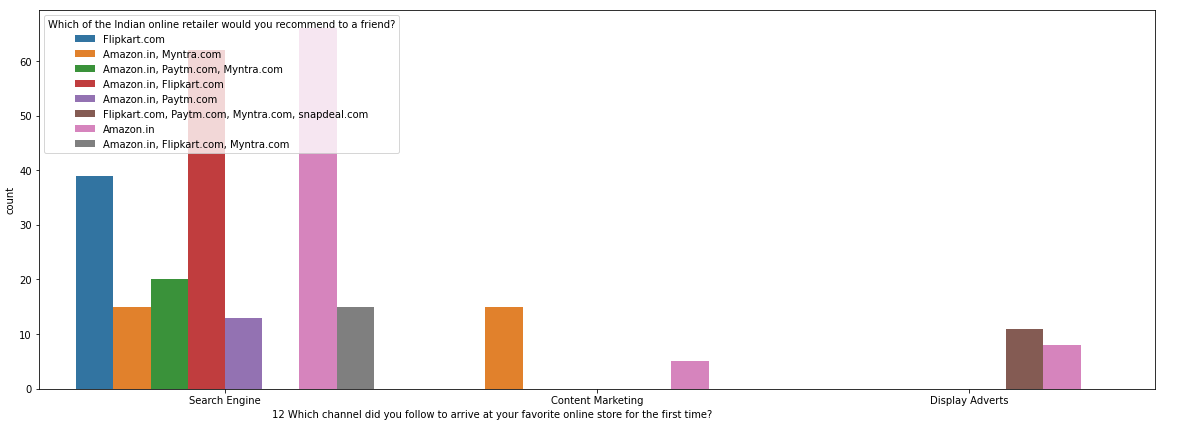 Which of the Indian online retailer would you recommend to a friend?
Flipkart.com
Amazon.in, Myntra.com
Amazon.in, Paytm.com, Myntra.com
Amazon.in, Flipkart.com
Amazon.in, Paytm.com
Flipkart.com, Paytm.com, Myntra.com, snapdeal.com
Amazon.in
Amazon.in, Flipkart.com, Myntra.com
60
50
40
30
20
10
0
count
Search Engine Content Marketing Display Adverts
12 Which channel did you follow to arrive at your favorite online store for the first time?